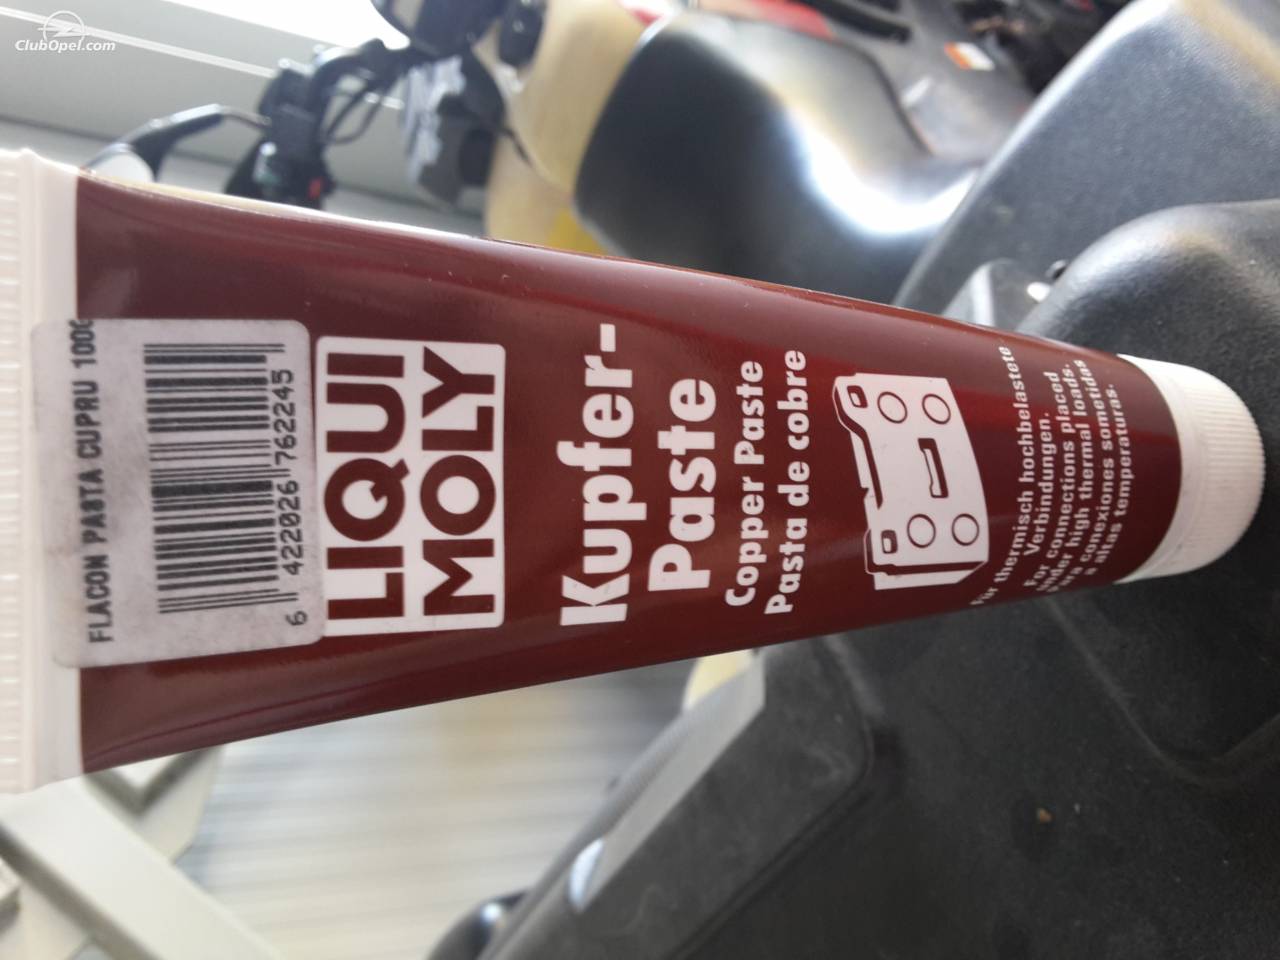 ClubOpel.com
FLACON PASTA CUPRU 100G
6 422026 762245
LIQUI
MOLY
Kupfer-
Paste
Copper Paste
Pasta de cobre
Für thermisch hochbelastete
Verbindungen.
For connections placed
under high thermal loads.
Para conexiones sometidas
a altas temperaturas.